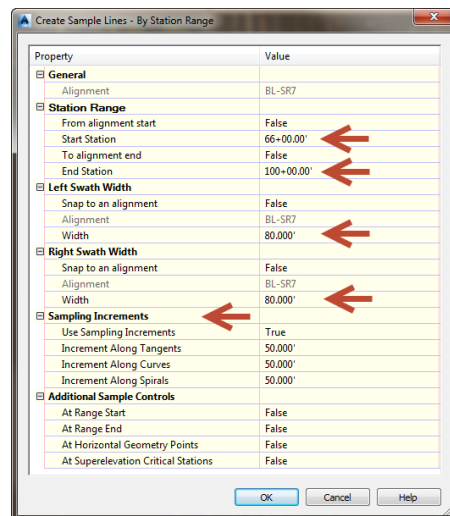 Create Sample Lines - By Station Range
Property Value
General
Alignment BL-SR7
Station Range
From alignment start False
Start Station 66+00.00'
To alignment end False
End Station 100+00.00'
Left Swath Width
Snap to an alignment False
Alignment BL-SR7
Width 80.000'
Right Swath Width
Snap to an alignment False
Alignment BL-SR7
Width 80.000'
Sampling Increments
Use Sampling Increments True
Increment Along Tangents 50.000'
Increment Along Curves 50.000'
Increment Along Spirals 50.000'
Additional Sample Controls
At Range Start False
At Range End False
At Horizontal Geometry Points False
At Superelevation Critical Stations False
OK Cancel Help